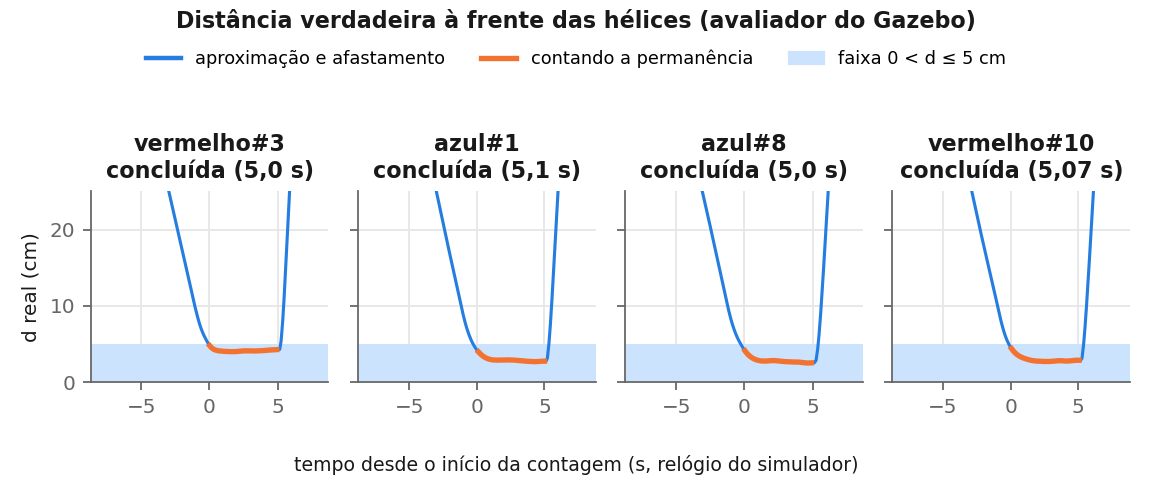 Distância verdadeira à frente das hélices (avaliador do Gazebo)
aproximação e afastamento
contando a permanência
faixa 0 < d ≤ 5 cm
vermelho#3
concluída (5,0 s)
azul#1
concluída (5,1 s)
azul#8
concluída (5,0 s)
vermelho#10
concluída (5,07 s)
d real (cm)
20
10
0
−5 0 5
−5 0 5
−5 0 5
−5 0 5
tempo desde o início da contagem (s, relógio do simulador)